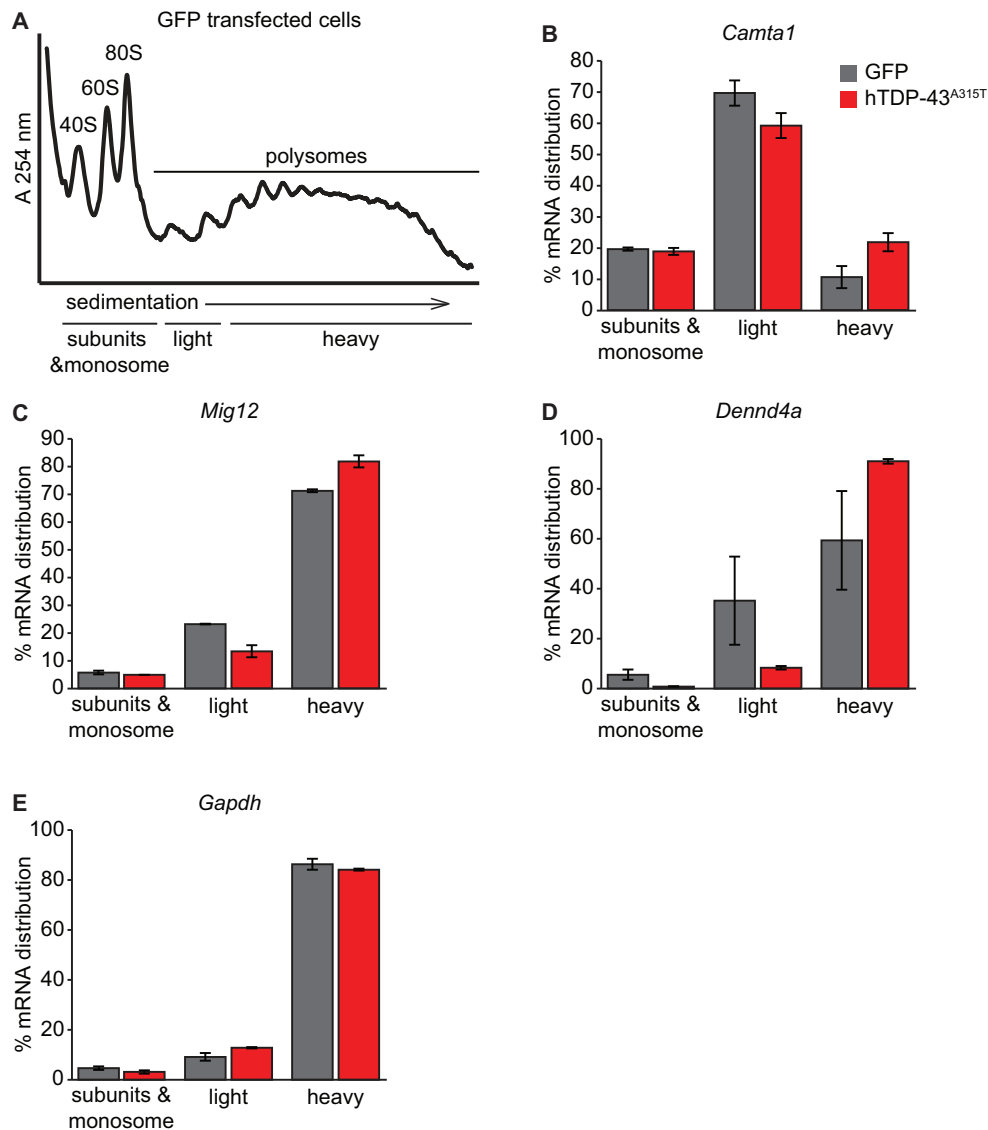 A
GFP transfected cells
80S
60S
40S
polysomes
A 254 nm
sedimentation
subunits
&monosome
light
heavy
B
Camta1
GFP
hTDP-43A315T
% mRNA distribution
80
70
60
50
40
30
20
10
0
subunits &
monosome
light
heavy
C
Mig12
% mRNA distribution
90
80
70
60
50
40
30
20
10
0
subunits &
monosome
light
heavy
D
Dennd4a
% mRNA distribution
100
80
60
40
20
0
subunits &
monosome
light
heavy
E
Gapdh
% mRNA distribution
100
80
60
40
20
0
subunits &
monosome
light
heavy